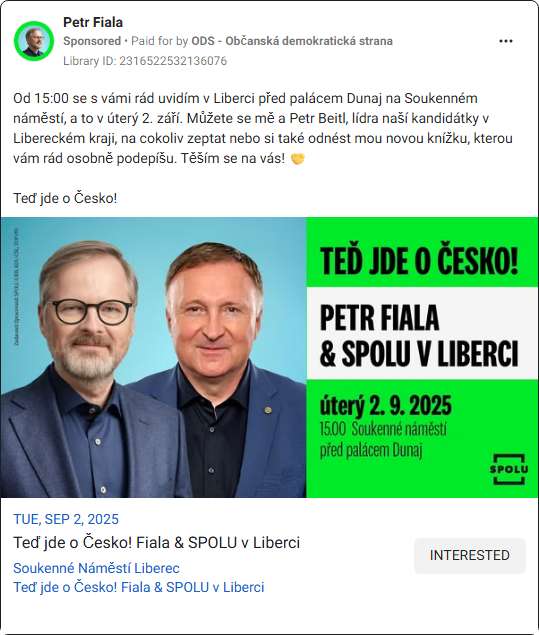 Petr Fiala
Sponsored • Paid for by ODS - Občanská demokratická strana
Library ID: 2316522532136076
Od 15:00 se s vámi rád uvidím v Liberci před palácem Dunaj na Soukenném
náměstí, a to v úterý 2. září. Můžete se mě a Petr Beitl, lídra naší kandidátky v
Libereckém kraji, na cokoliv zeptat nebo si také odnést mou novou knížku, kterou
vám rád osobně podepíšu. Těším se na vás! 🤝
Teď jde o Česko!
TEĎ JDE O ČESKO!
PETR FIALA
& SPOLU V LIBERCI
úterý 2. 9. 2025
15.00 Soukenné náměstí
před palácem Dunaj
SPOLU
TUE, SEP 2, 2025
Teď jde o Česko! Fiala & SPOLU v Liberci
INTERESTED
Soukenné Náměstí Liberec
Teď jde o Česko! Fiala & SPOLU v Liberci